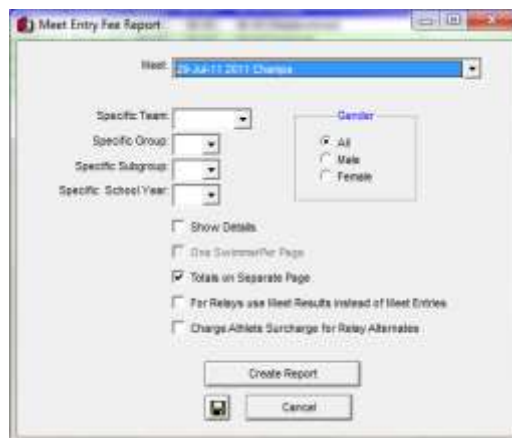 Meet Entry Fee Report
Meet:
29-Jul-11 2011 Champs
Specific Team:
Specific Group:
Specific Subgroup:
Specific School Year:
Gender
All
Male
Female
Show Details
One Swimmer Per Page
Totals on Separate Page
For Relays use Meet Results instead of Meet Entries
Charge Athlete Surcharge for Relay Alternates
Create Report
Cancel